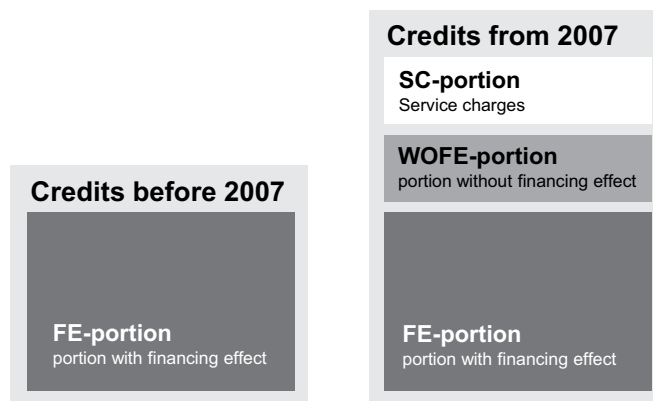 Credits before 2007
FE-portion
portion with financing effect
Credits from 2007
SC-portion
Service charges
WOFE-portion
portion without financing effect
FE-portion
portion with financing effect